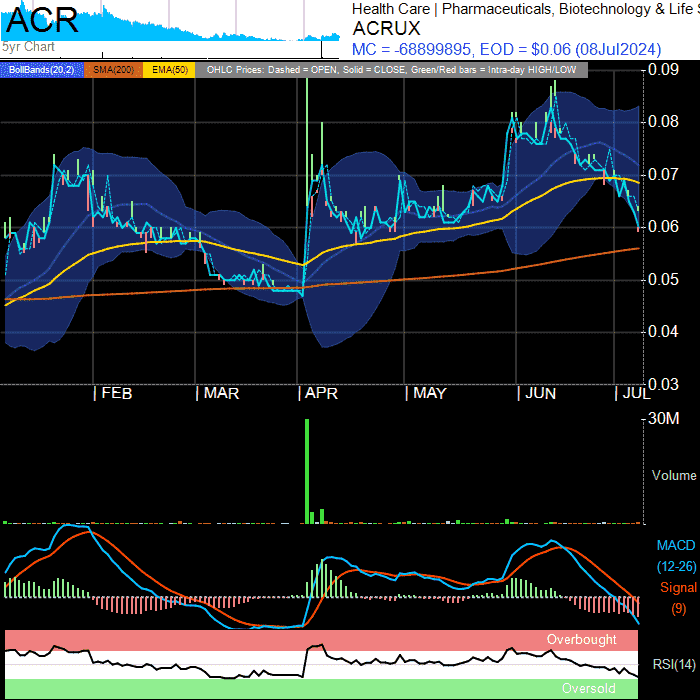 ACR
5yr Chart
Health Care | Pharmaceuticals, Biotechnology & Life S
ACRUX
MC = -68899895, EOD = $0.06 (08Jul2024)
BollBands(20,2) SMA(200) EMA(50) OHLC Prices: Dashed = OPEN, Solid = CLOSE, Green/Red bars = Intra-day HIGH/LOW
0.09
0.08
0.07
0.06
0.05
0.04
0.03
| FEB | MAR | APR | MAY | JUN | JUL
30M
Volume
MACD
(12-26)
Signal
(9)
Overbought
RSI(14)
Oversold